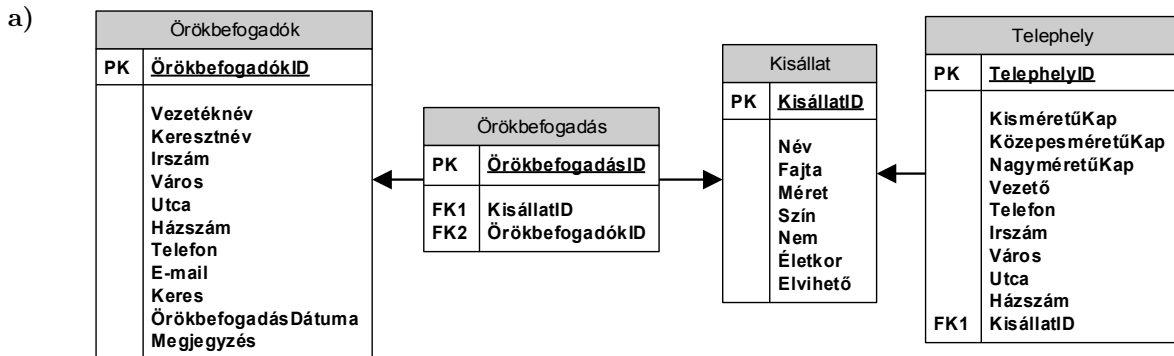 a)
Örökbefogadók
PK ÖrökbefogadókID
Vezetéknév
Keresztnév
Irszám
Város
Utca
Házszám
Telefon
E-mail
Keres
ÖrökbefogadásDátuma
Megjegyzés
Örökbefogadás
PK ÖrökbefogadásID
FK1 KisállatID
FK2 ÖrökbefogadókID
Kisállat
PK KisállatID
Név
Fajta
Méret
Szín
Nem
Életkor
Elvihető
Telephely
PK TelephelyID
KisméretűKap
KözepesméretűKap
NagyméretűKap
Vezető
Telefon
Irszám
Város
Utca
Házszám
FK1 KisállatID